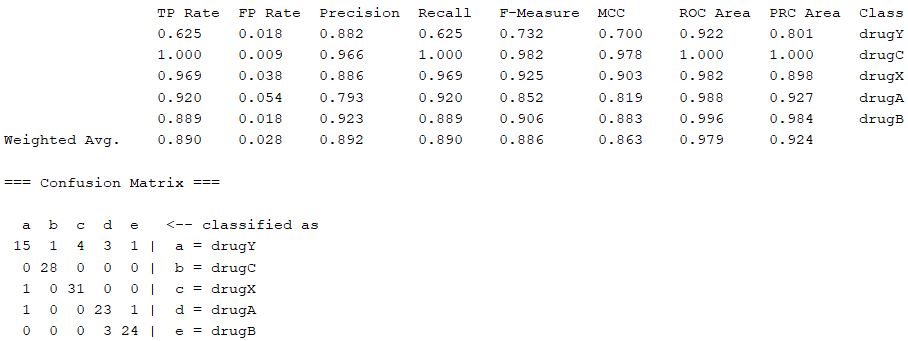 TP Rate  FP Rate  Precision  Recall  F-Measure  MCC  ROC Area  PRC Area  Class
0.625  0.018  0.882  0.625  0.732  0.700  0.922  0.801  drugY
1.000  0.009  0.966  1.000  0.982  0.978  1.000  1.000  drugC
0.969  0.038  0.886  0.969  0.925  0.903  0.982  0.898  drugX
0.920  0.054  0.793  0.920  0.852  0.819  0.988  0.927  drugA
0.889  0.018  0.923  0.889  0.906  0.883  0.996  0.984  drugB
Weighted Avg.  0.890  0.028  0.892  0.890  0.886  0.863  0.979  0.924
=== Confusion Matrix ===
a  b  c  d  e  <-- classified as
15  1  4  3  1 |  a = drugY
0 28  0  0  0 |  b = drugC
1  0 31  0  0 |  c = drugX
1  0  0 23  1 |  d = drugA
0  0  0  3 24 |  e = drugB